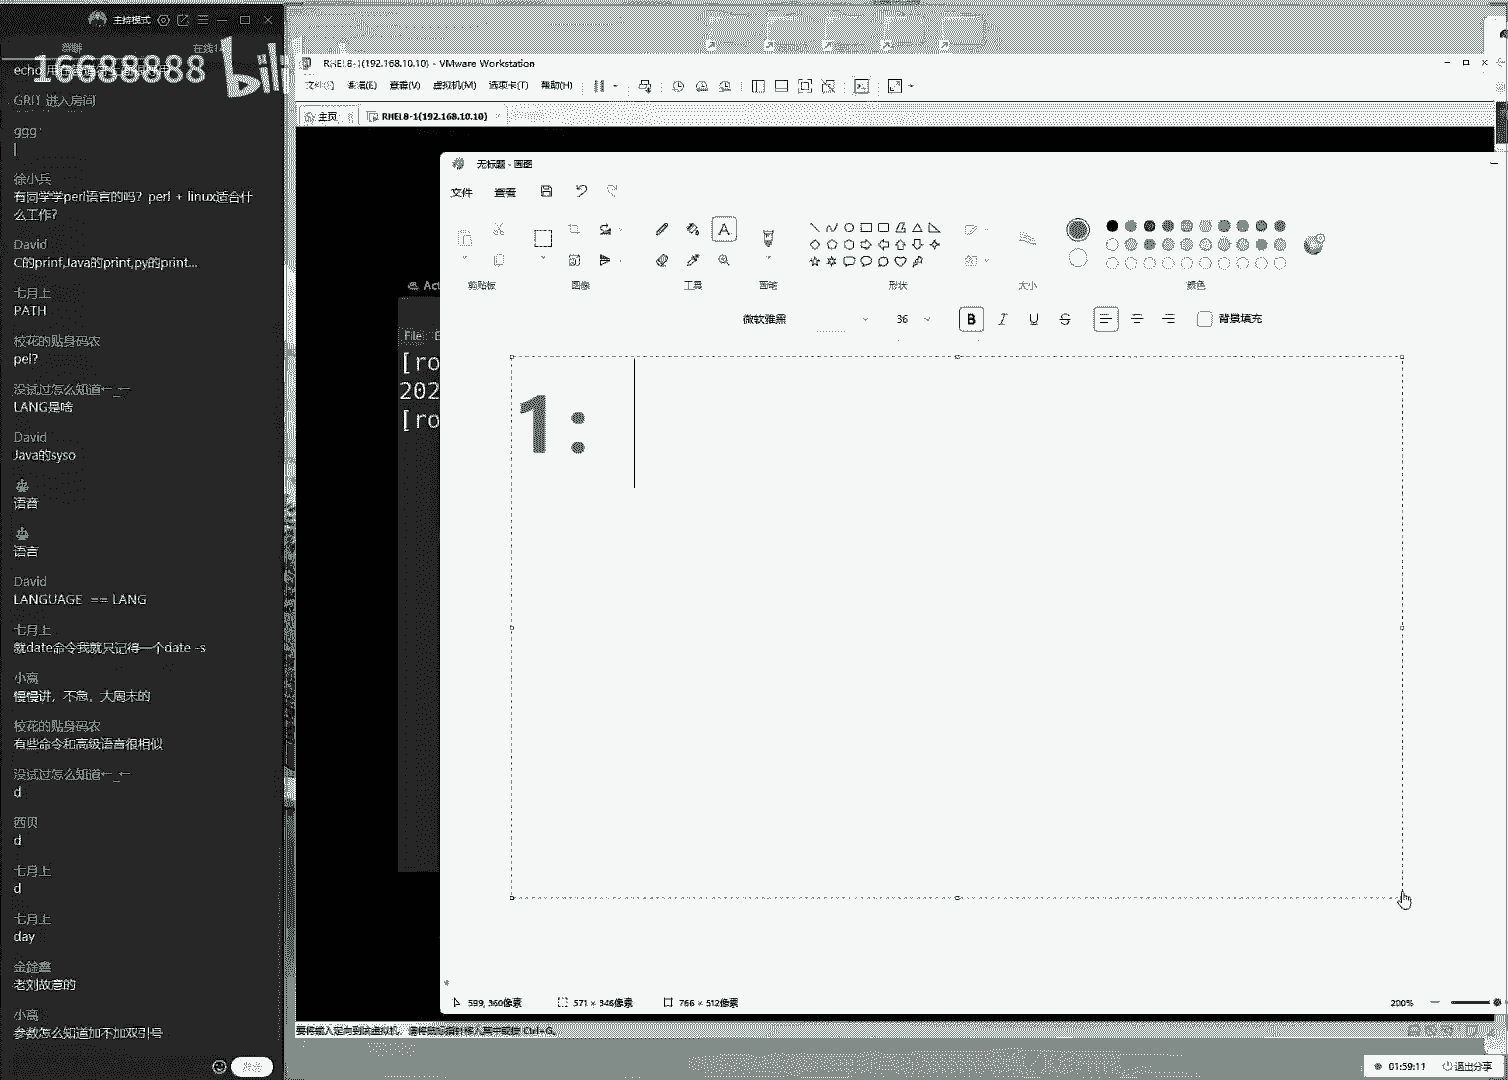 主持模式
群聊
16688888
bili
GRIT 进入房间
ggg：
徐小兵
有同学学perl语言的吗？perl + linux适合什
么工作？
David
C的prinf,Java的print,py的print...
七月上
PATH
校花的贴身码农
pel?
没试过怎么知道←_←
LANG是啥
David
Java的syso
语音
语言
David
LANGUAGE == LANG
七月上
就date命令我就只记得一个date -s
小离
慢慢讲，不急。大周末的
校花的贴身码农
有些命令和高级语言很相似
没试过怎么知道←_←
d
西贝
d
七月上
d
七月上
day
老刘故意的
小离
参数怎么知道加不加双引号
发送
RHEL8-1(192.168.10.10) - VMware Workstation
文件(F) 编辑(E) 查看(V) 虚拟机(M) 选项卡(T) 帮助(H)
主页 RHEL8-1(192.168.10.10)
Act
File
[ro
202
[ro
无标题 - 画图
文件 查看
剪贴板 图像 工具 画笔 形状 大小 颜色
微软雅黑 36 B I U S 背景填充
1：
599, 360像素 571 × 346像素 766 × 512像素 200%
要将输入定向到该虚拟机，请将鼠标指针移入其中或按 Ctrl+G。
01:59:11 退出分享